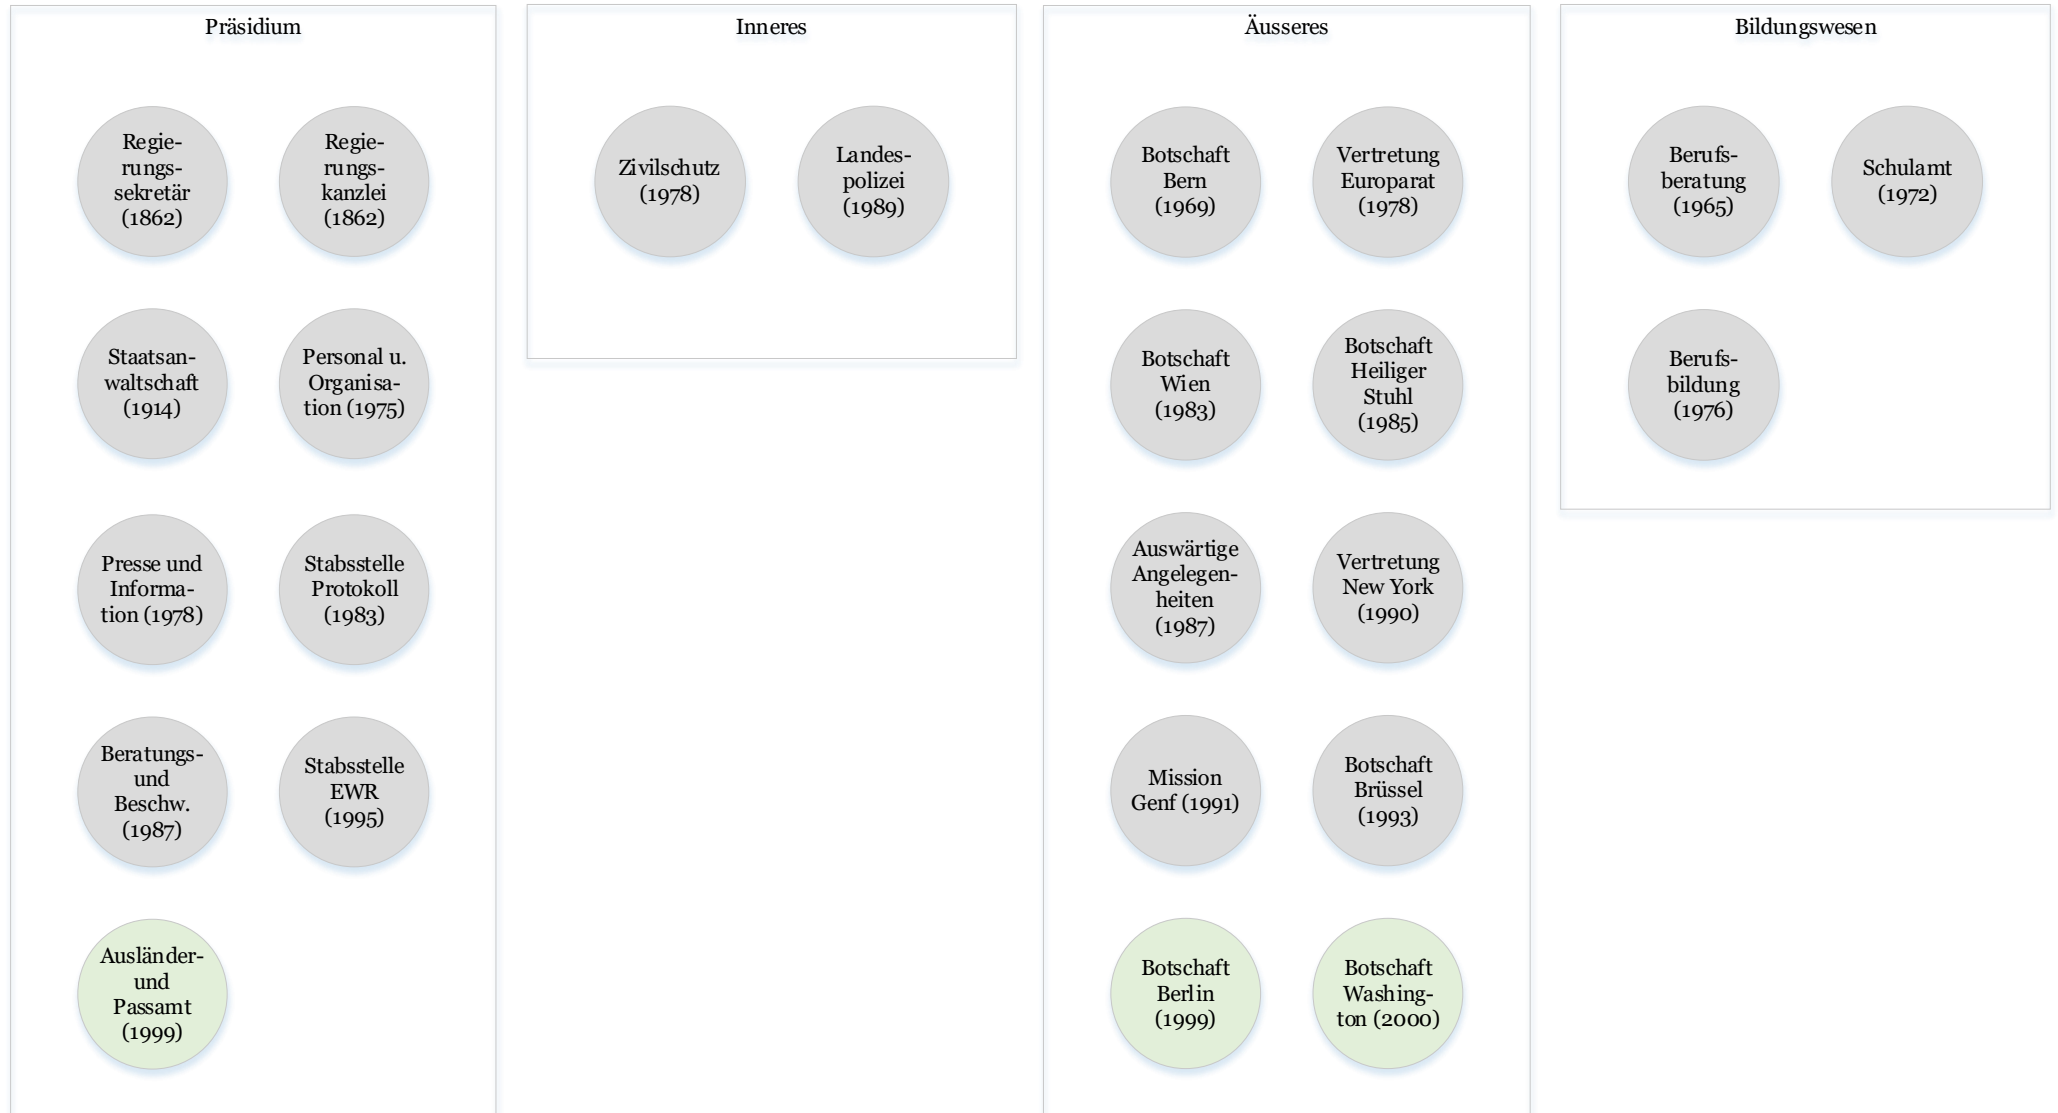 Präsidium
Regie-
rungs-
sekretär
(1862)
Regie-
rungs-
kanzlei
(1862)
Staatsan-
waltschaft
(1914)
Personal u.
Organisa-
tion (1975)
Presse und
Informa-
tion (1978)
Stabsstelle
Protokoll
(1983)
Beratungs-
und
Beschw.
(1987)
Stabsstelle
EWR
(1995)
Ausländer-
und
Passamt
(1999)
Inneres
Zivilschutz
(1978)
Landes-
polizei
(1989)
Äusseres
Botschaft
Bern
(1969)
Vertretung
Europarat
(1978)
Botschaft
Wien
(1983)
Botschaft
Heiliger
Stuhl
(1985)
Auswärtige
Angelegen-
heiten
(1987)
Vertretung
New York
(1990)
Mission
Genf (1991)
Botschaft
Brüssel
(1993)
Botschaft
Berlin
(1999)
Botschaft
Washing-
ton (2000)
Bildungswesen
Berufs-
beratung
(1965)
Schulamt
(1972)
Berufs-
bildung
(1976)